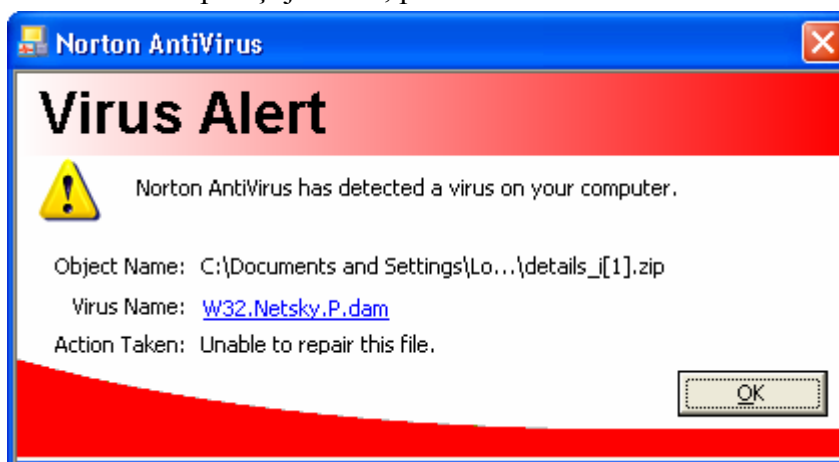 Norton AntiVirus
Virus Alert
Norton AntiVirus has detected a virus on your computer.
Object Name: C:\Documents and Settings\Lo...\details_i[1].zip
Virus Name: W32.Netsky.P.dam
Action Taken: Unable to repair this file.
OK